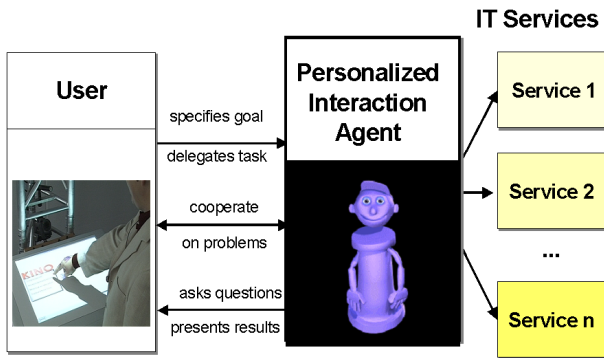 IT Services
User
specifies goal
delegates task
cooperate
on problems
asks questions
presents results
Personalized
Interaction
Agent
Service 1
Service 2
...
Service n
KINO